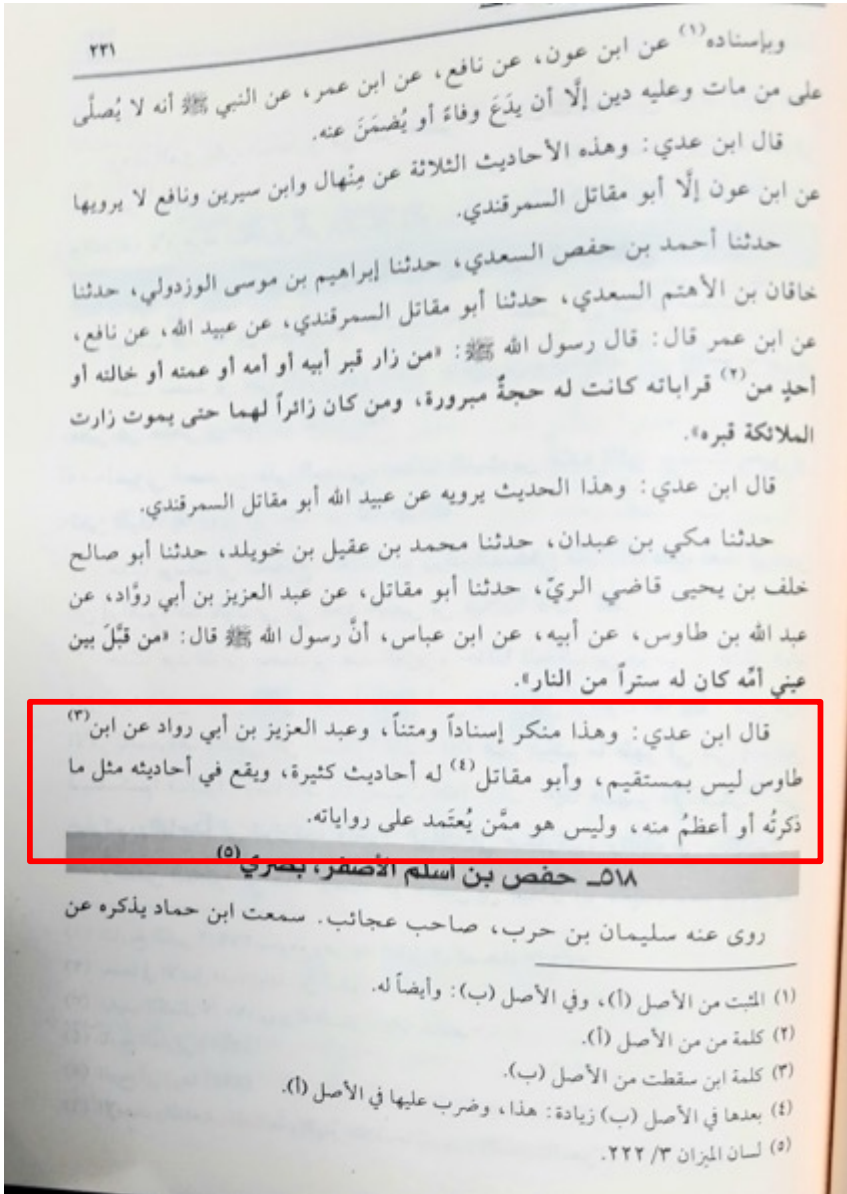 ٢٢١
وبإسناده(١) عن ابن عون، عن نافع، عن ابن عمر، عن النبي ﷺ أنه لا يُصلَّى
على من مات وعليه دين إلَّا أن يدَعَ وفاءً أو يُضمَنَ عنه.
قال ابن عدي: وهذه الأحاديث الثلاثة عن مِنْهال وابن سيرين ونافع لا يرويها
عن ابن عون إلَّا أبو مقاتل السمرقندي.
حدثنا أحمد بن حفص السعدي، حدثنا إبراهيم بن موسى الوزدولي، حدثنا
خاقان بن الأهتم السعدي، حدثنا أبو مقاتل السمرقندي، عن عبيد الله، عن نافع،
عن ابن عمر قال: قال رسول الله ﷺ: «من زار قبر أبيه أو أمه أو عمته أو خالته أو
أحدٍ من(٢) قراباته كانت له حجةٌ مبرورة، ومن كان زائراً لهما حتى يموت زارت
الملائكة قبره».
قال ابن عدي: وهذا الحديث يرويه عن عبيد الله أبو مقاتل السمرقندي.
حدثنا مكي بن عبدان، حدثنا محمد بن عقيل بن خويلد، حدثنا أبو صالح
خلف بن يحيى قاضي الريّ، حدثنا أبو مقاتل، عن عبد العزيز بن أبي روَّاد، عن
عبد الله بن طاوس، عن أبيه، عن ابن عباس، أنَّ رسول الله ﷺ قال: «من قبَّلَ بين
عيني أمِّه كان له ستراً من النار».
قال ابن عدي: وهذا منكر إسناداً ومتناً، وعبد العزيز بن أبي رواد عن ابن(٣)
طاوس ليس بمستقيم، وأبو مقاتل(٤) له أحاديث كثيرة، ويقع في أحاديثه مثل ما
ذكرتُه أو أعظمُ منه، وليس هو ممَّن يُعتَمد على رواياته.
٥١٨ـ حفص بن أسلم الأصفر، بصري(٥)
روى عنه سليمان بن حرب، صاحب عجائب. سمعت ابن حماد يذكره عن
(١) المثبت من الأصل (أ)، وفي الأصل (ب): وأيضاً له.
(٢) كلمة من من الأصل (أ).
(٣) كلمة ابن سقطت من الأصل (ب).
(٤) بعدها في الأصل (ب) زيادة: هذا، وضرب عليها في الأصل (أ).
(٥) لسان الميزان ٣/ ٢٢٢.